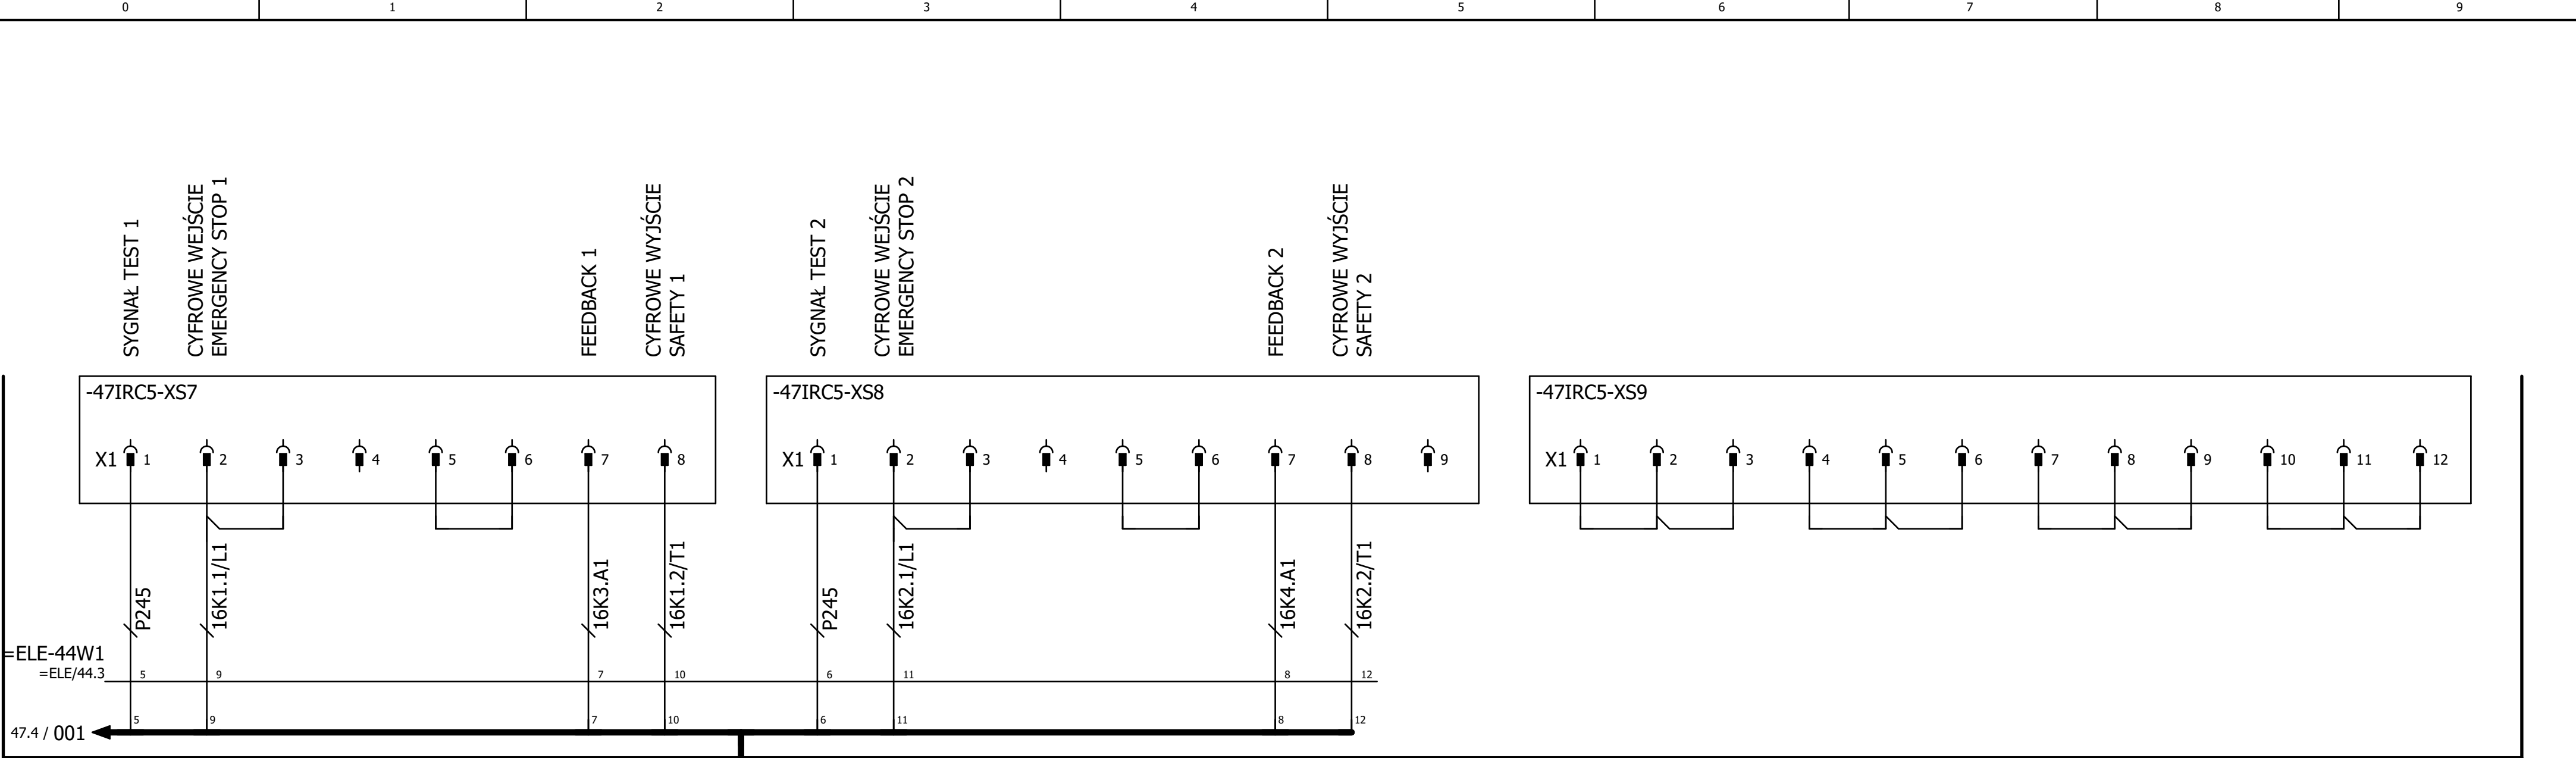 0 1 2 3 4 5 6 7 8 9
SYGNAŁ TEST 1
CYFROWE WEJŚCIE
EMERGENCY STOP 1
FEEDBACK 1
CYFROWE WYJŚCIE
SAFETY 1
SYGNAŁ TEST 2
CYFROWE WEJŚCIE
EMERGENCY STOP 2
FEEDBACK 2
CYFROWE WYJŚCIE
SAFETY 2
-47IRC5-XS7
X1 1 2 3 4 5 6 7 8
-47IRC5-XS8
X1 1 2 3 4 5 6 7 8 9
-47IRC5-XS9
X1 1 2 3 4 5 6 7 8 9 10 11 12
P245
16K1.1/L1
16K3.A1
16K1.2/T1
P245
16K2.1/L1
16K4.A1
16K2.2/T1
=ELE-44W1
=ELE/44.3 5 9 7 10 6 11 8 12
5 9 7 10 6 11 8 12
47.4 / 001